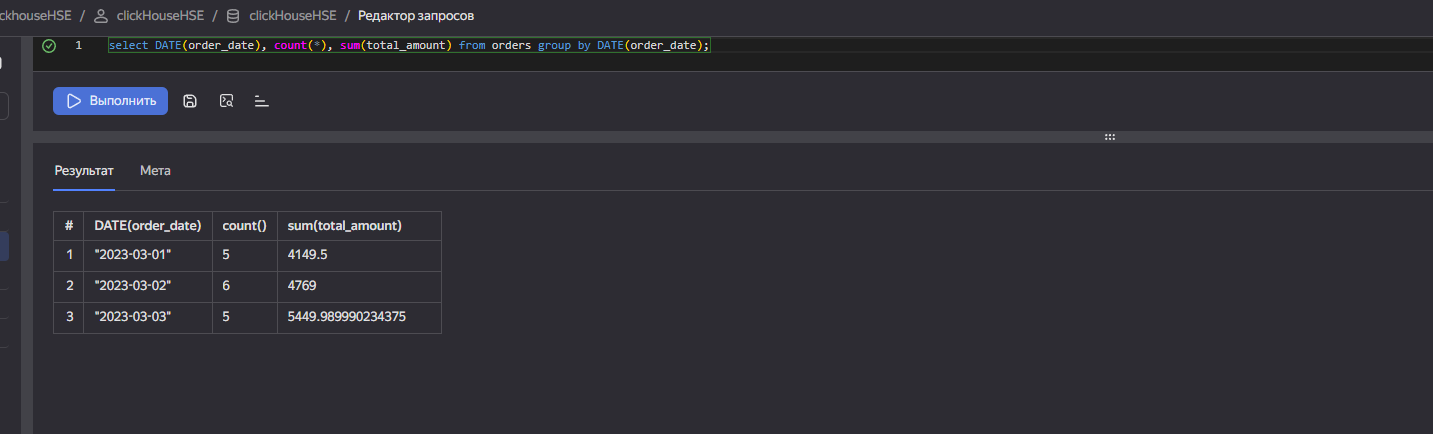 ckhouseHSE / clickHouseHSE / clickHouseHSE / Редактор запросов
1 select DATE(order_date), count(*), sum(total_amount) from orders group by DATE(order_date);
Выполнить
Результат Мета
# DATE(order_date) count() sum(total_amount)
1 "2023-03-01" 5 4149.5
2 "2023-03-02" 6 4769
3 "2023-03-03" 5 5449.989990234375